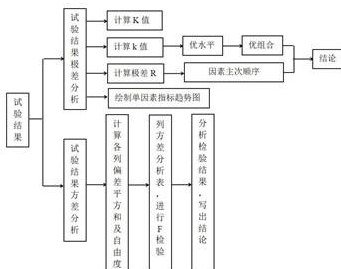 试验结果
试验结果极差分析
计算K值
计算k值
优水平
优组合
结论
计算极差R
因素主次顺序
绘制单因素指标趋势图
试验结果方差分析
计算各列偏差平方和及自由度
列方差分析表，进行F检验
分析检验结果，写出结论